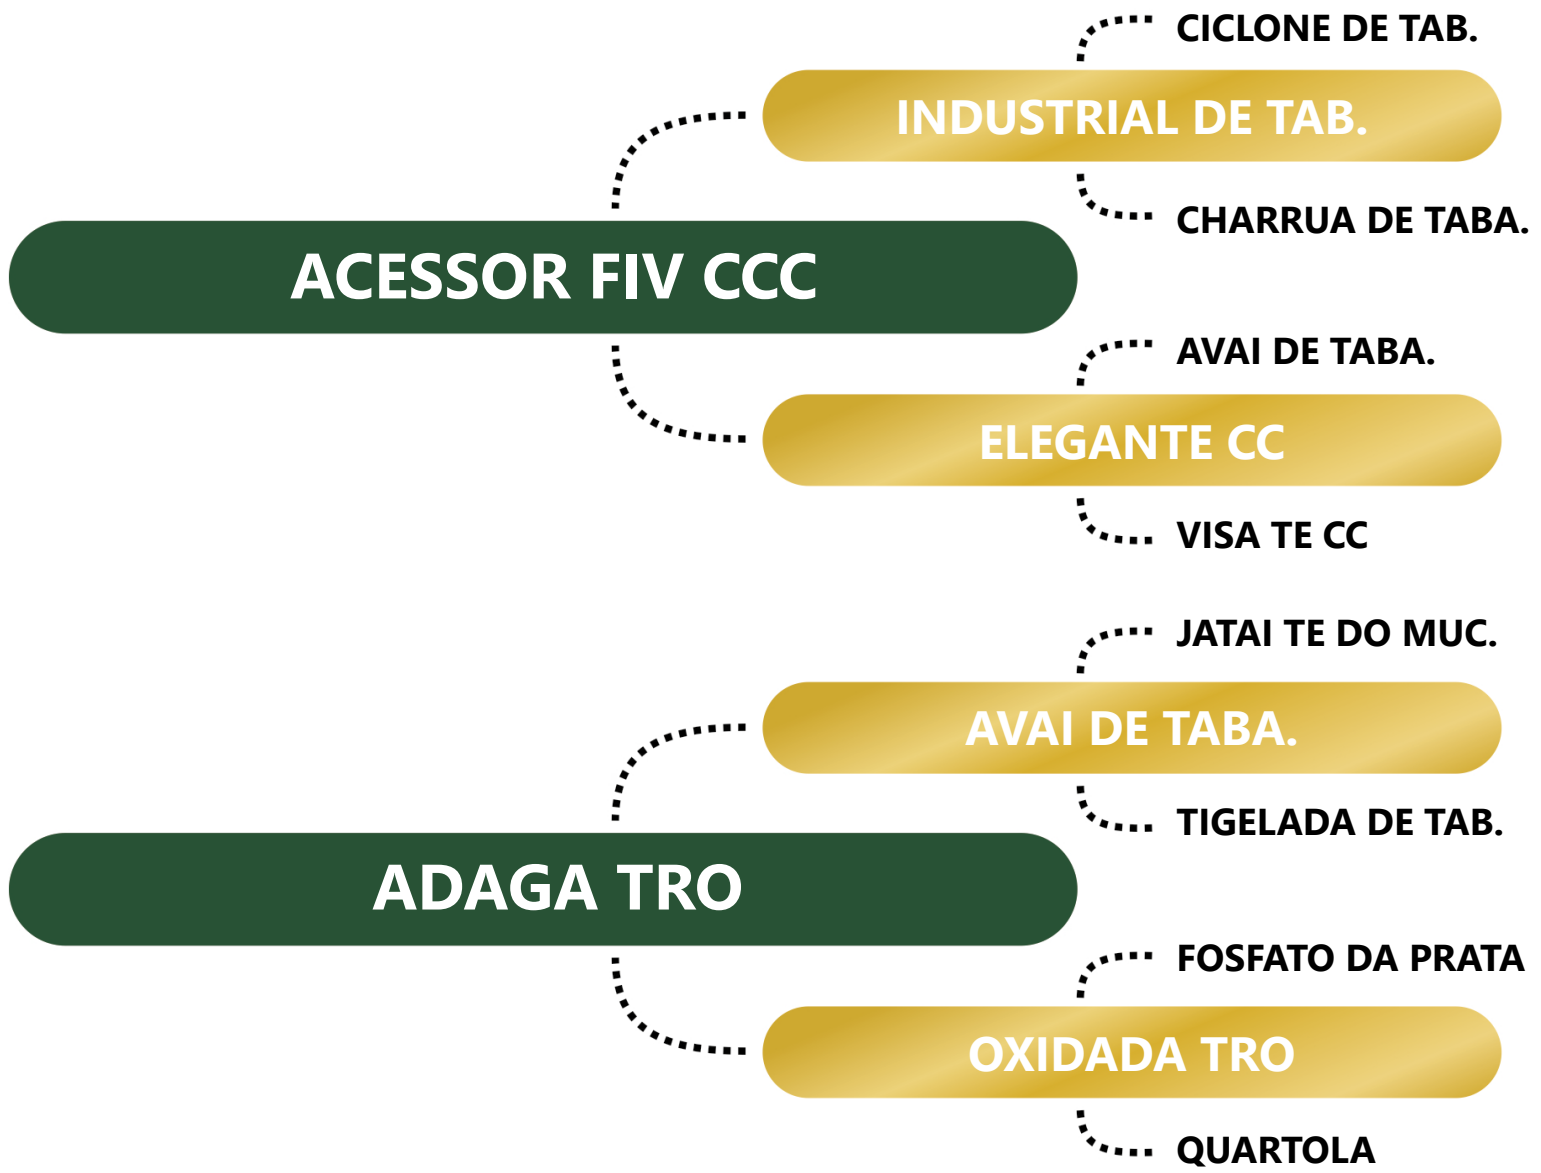 CICLONE DE TAB.
INDUSTRIAL DE TAB.
CHARRUA DE TABA.
ACESSOR FIV CCC
AVAI DE TABA.
ELEGANTE CC
VISA TE CC
JATAI TE DO MUC.
AVAI DE TABA.
TIGELADA DE TAB.
ADAGA TRO
FOSFATO DA PRATA
OXIDADA TRO
QUARTOLA